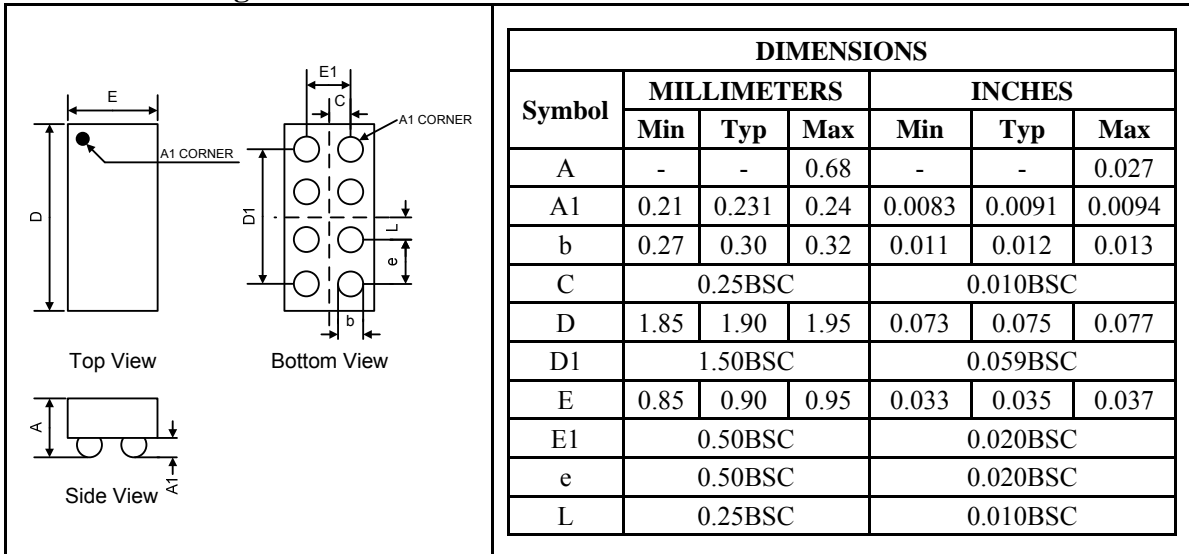 E
D
A1 CORNER
Top View
E1
C
A1 CORNER
D1
L
e
b
Bottom View
A
A1
Side View
DIMENSIONS
Symbol MILLIMETERS INCHES
Min Typ Max Min Typ Max
A - - 0.68 - - 0.027
A1 0.21 0.231 0.24 0.0083 0.0091 0.0094
b 0.27 0.30 0.32 0.011 0.012 0.013
C 0.25BSC 0.010BSC
D 1.85 1.90 1.95 0.073 0.075 0.077
D1 1.50BSC 0.059BSC
E 0.85 0.90 0.95 0.033 0.035 0.037
E1 0.50BSC 0.020BSC
e 0.50BSC 0.020BSC
L 0.25BSC 0.010BSC